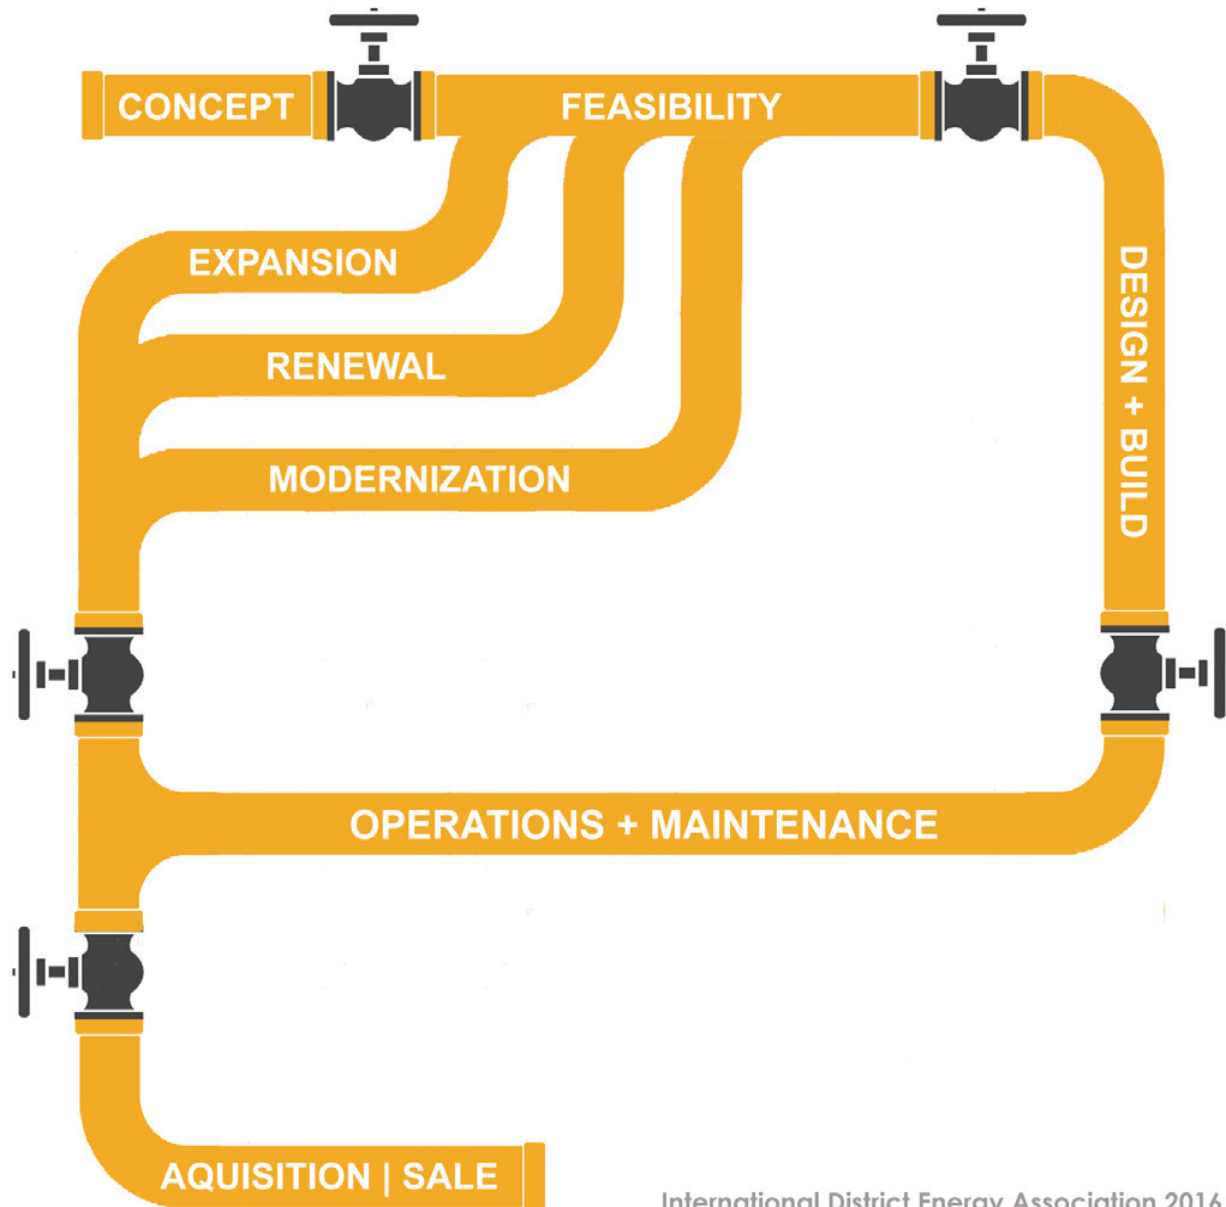 CONCEPT
FEASIBILITY
EXPANSION
RENEWAL
MODERNIZATION
DESIGN + BUILD
OPERATIONS + MAINTENANCE
AQUISITION | SALE
International District Energy Association 2016